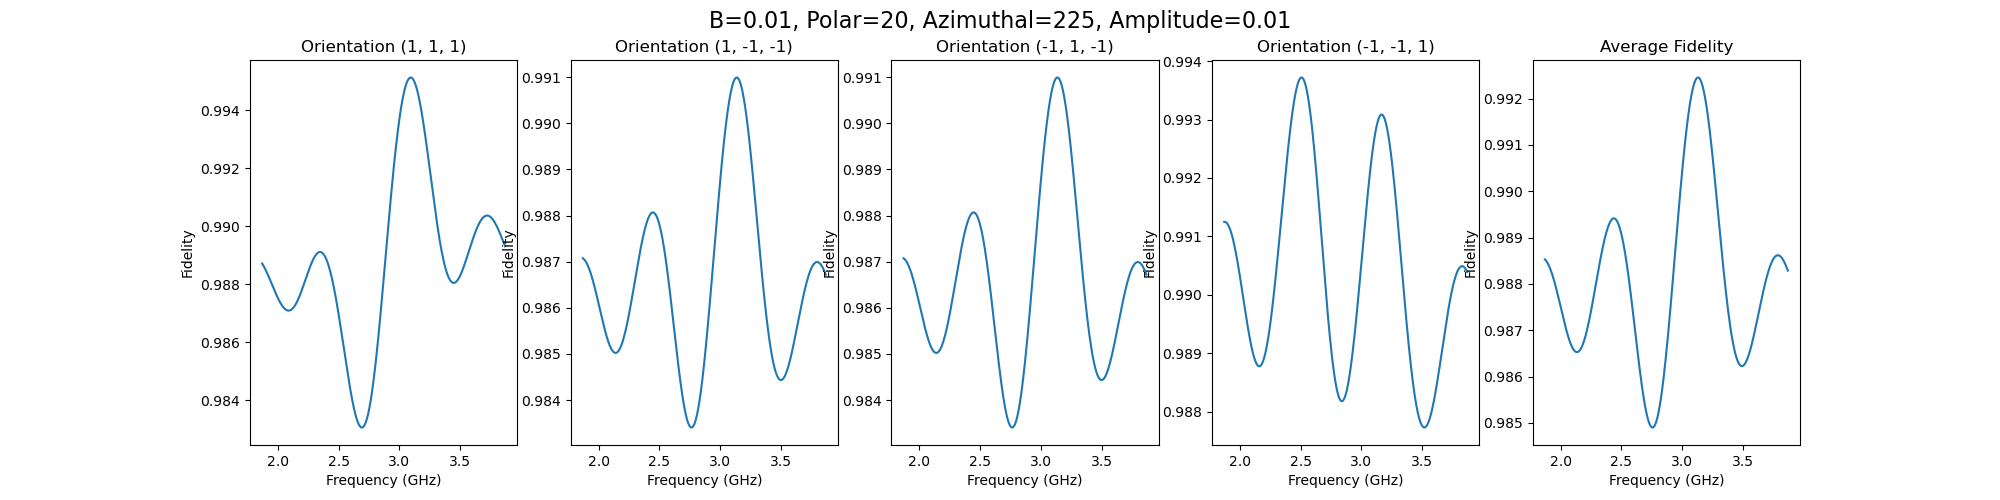 B=0.01, Polar=20, Azimuthal=225, Amplitude=0.01
Orientation (1, 1, 1)
Fidelity
0.994
0.992
0.990
0.988
0.986
0.984
2.0 2.5 3.0 3.5
Frequency (GHz)
Orientation (1, -1, -1)
Fidelity
0.991
0.990
0.989
0.988
0.987
0.986
0.985
0.984
2.0 2.5 3.0 3.5
Frequency (GHz)
Orientation (-1, 1, -1)
Fidelity
0.991
0.990
0.989
0.988
0.987
0.986
0.985
0.984
2.0 2.5 3.0 3.5
Frequency (GHz)
Orientation (-1, -1, 1)
Fidelity
0.994
0.993
0.992
0.991
0.990
0.989
0.988
2.0 2.5 3.0 3.5
Frequency (GHz)
Average Fidelity
Fidelity
0.992
0.991
0.990
0.989
0.988
0.987
0.986
0.985
2.0 2.5 3.0 3.5
Frequency (GHz)